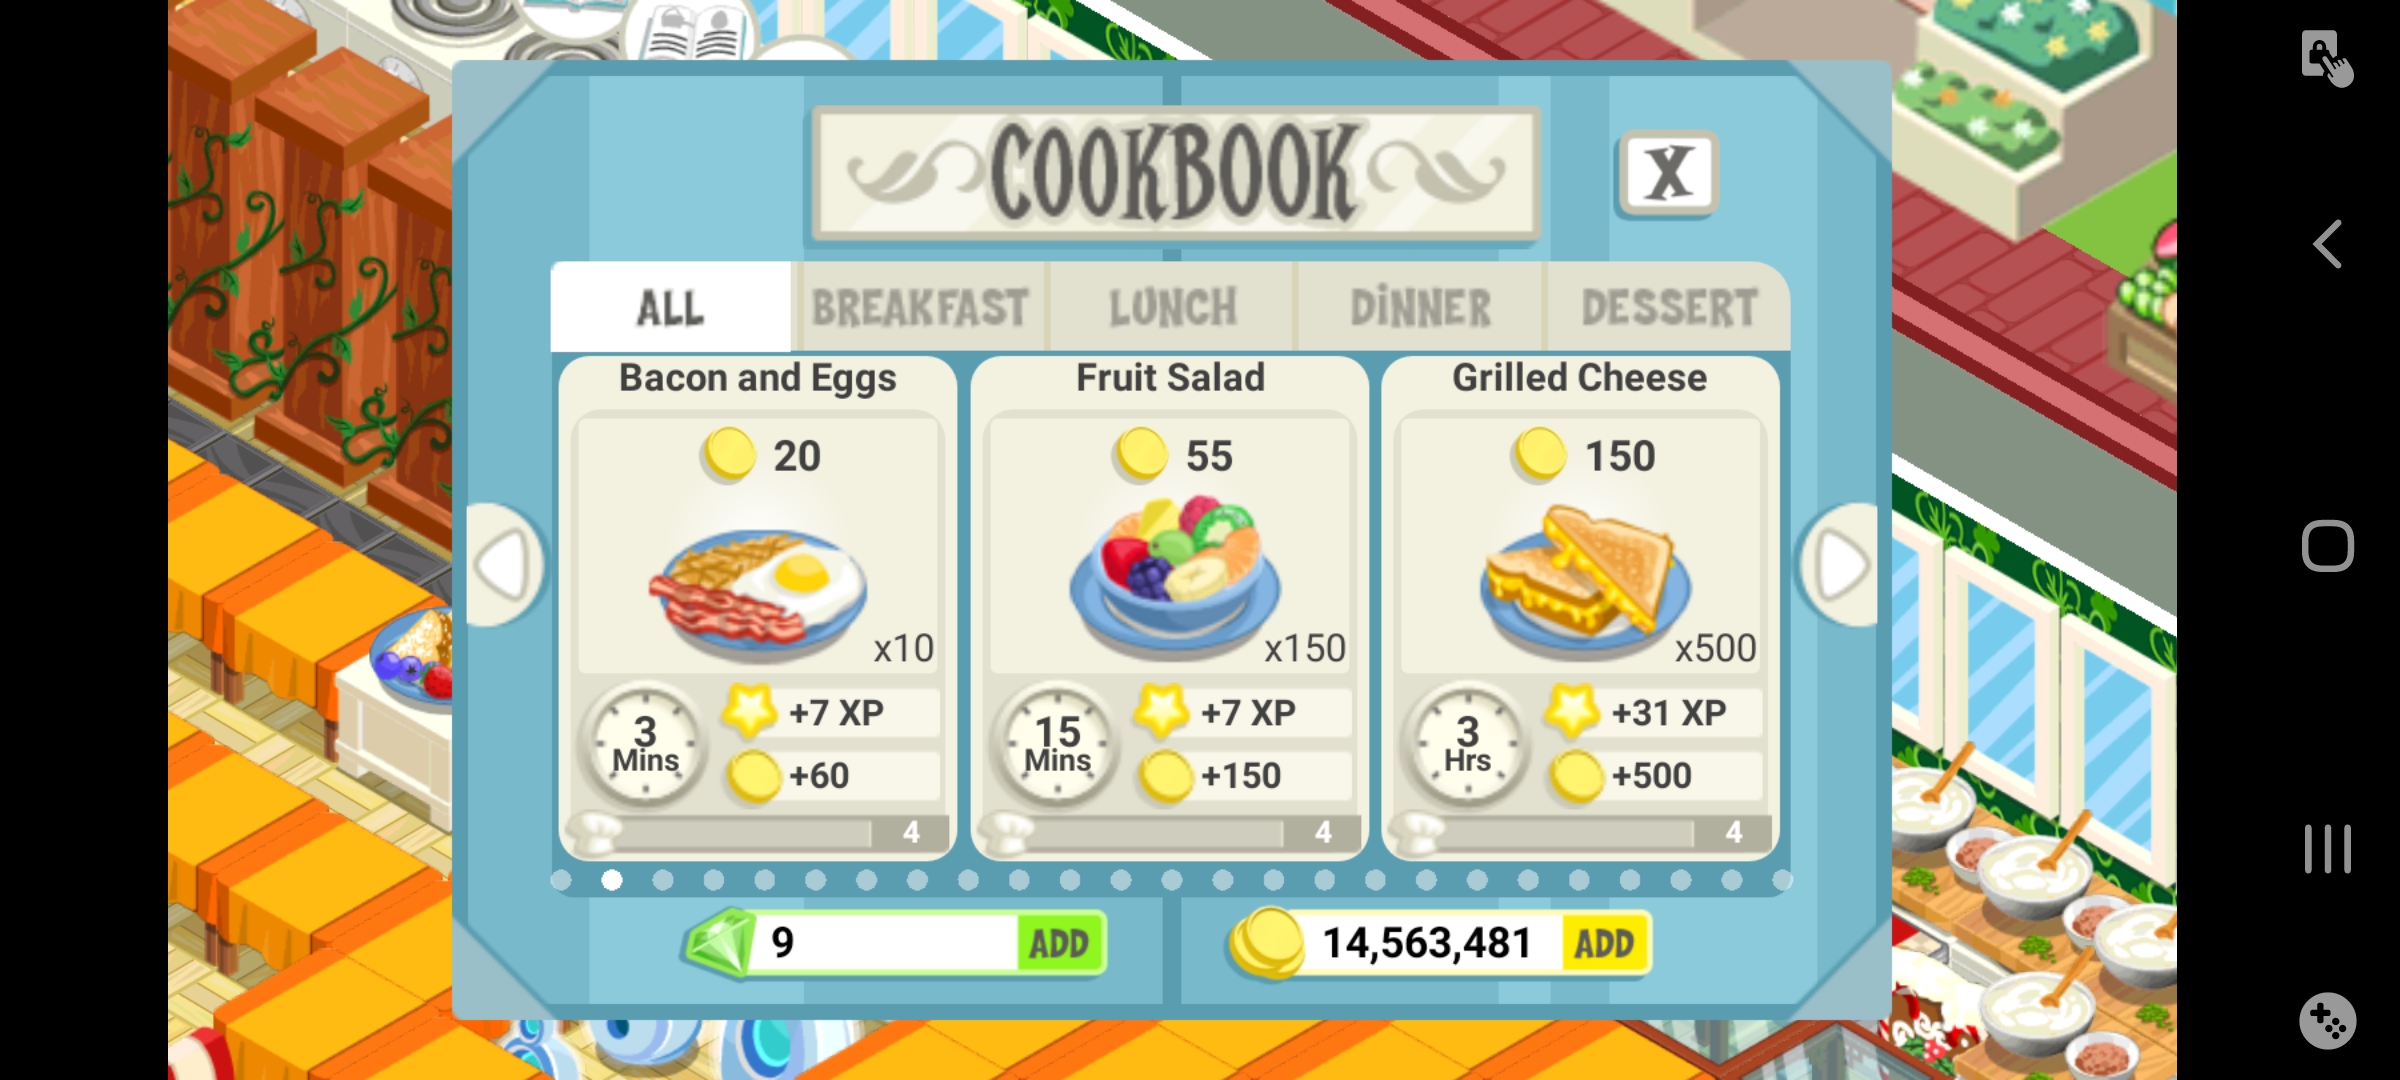 COOKBOOK
X
ALL
BREAKFAST
LUNCH
DINNER
DESSERT
Bacon and Eggs
20
x10
3
Mins
+7 XP
+60
4
Fruit Salad
55
x150
15
Mins
+7 XP
+150
4
Grilled Cheese
150
x500
3
Hrs
+31 XP
+500
4
9
ADD
14,563,481
ADD